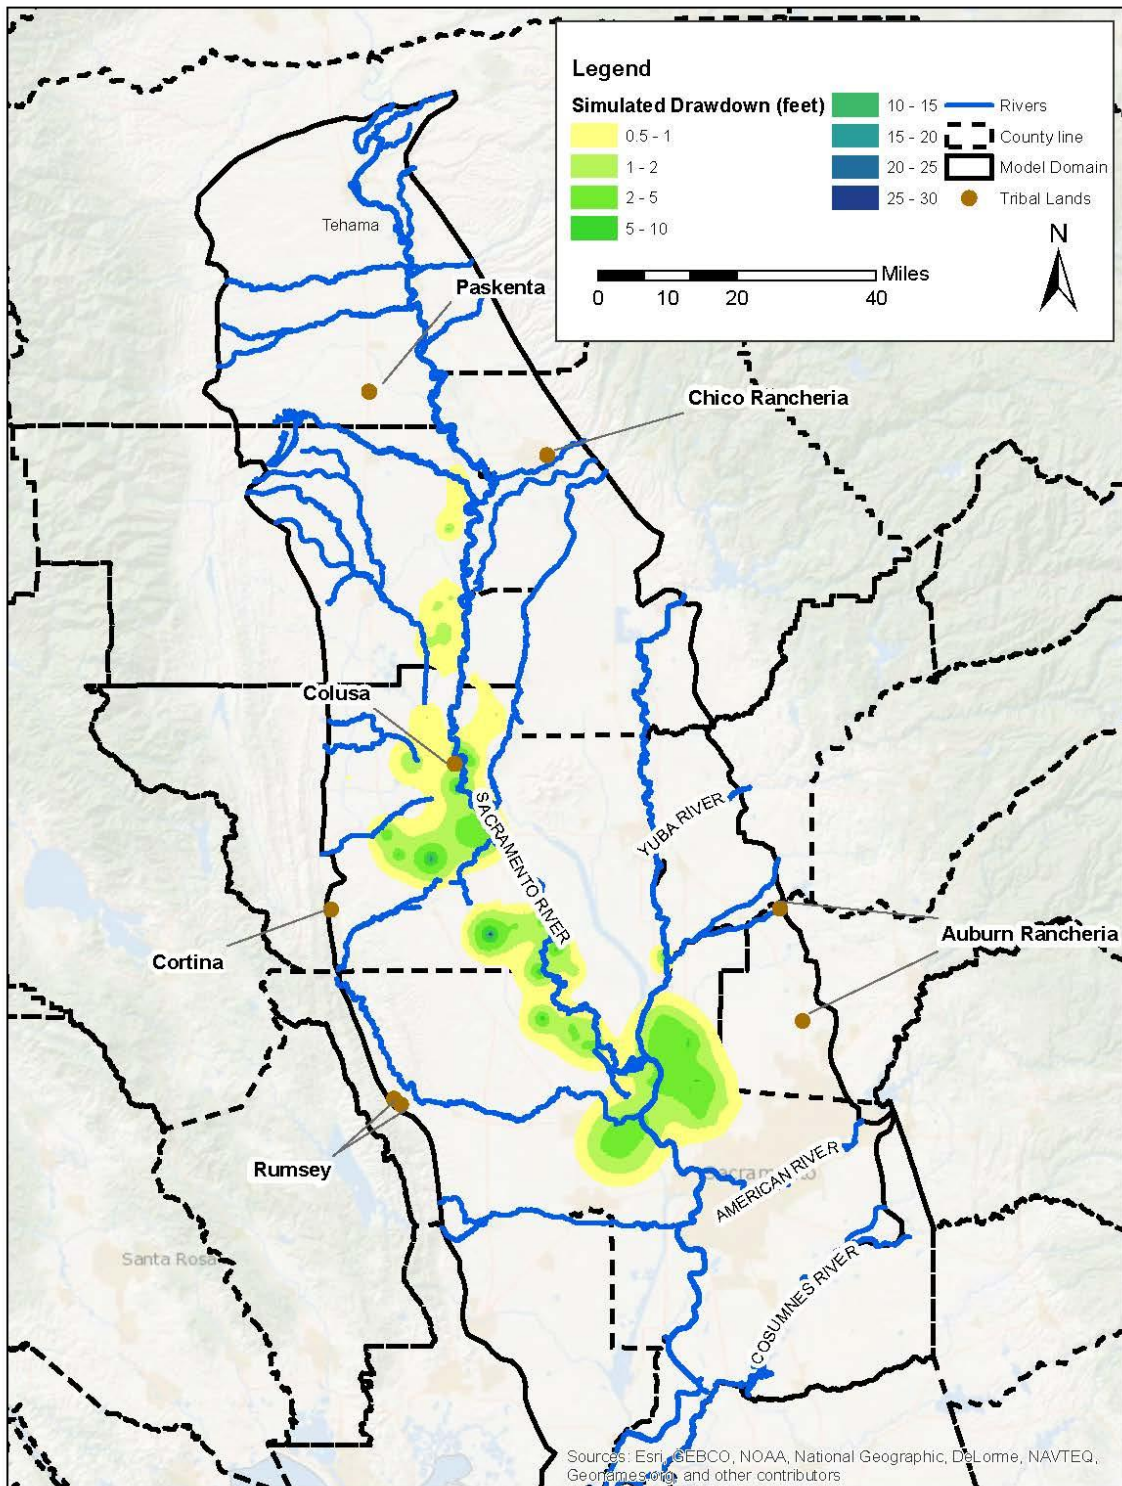 Legend
Simulated Drawdown (feet)
0.5 - 1
1 - 2
2 - 5
5 - 10
10 - 15
15 - 20
20 - 25
25 - 30
Rivers
County line
Model Domain
Tribal Lands
N
Miles
0 10 20 40
Tehama
Paskenta
Chico Rancheria
Colusa
SACRAMENTO RIVER
YUBA RIVER
Cortina
Auburn Rancheria
Rumsey
Sacramento
AMERICAN RIVER
Santa Rosa
COSUMNES RIVER
Sources: Esri, GEBCO, NOAA, National Geographic, DeLorme, NAVTEQ,
Geonames.org, and other contributors